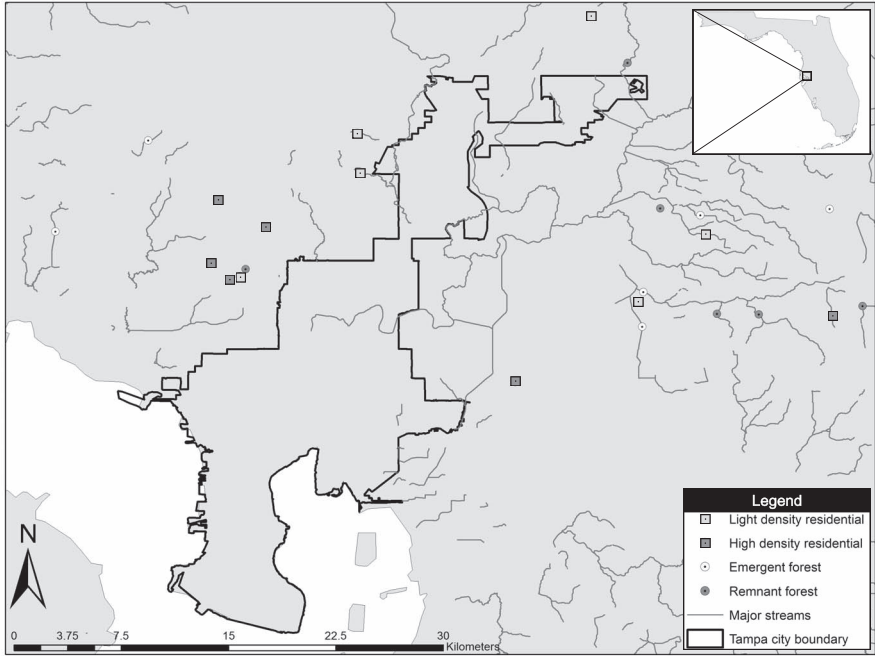 N
0 3.75 7.5 15 22.5 30
Kilometers
Legend
Light density residential
High density residential
Emergent forest
Remnant forest
Major streams
Tampa city boundary